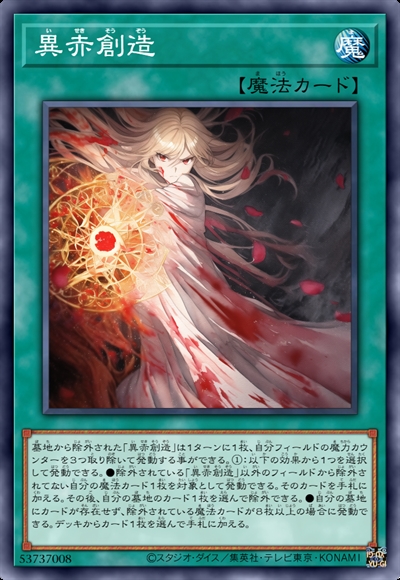 異赤創造
魔
【魔法カード】
墓地から除外された「異赤創造」は1ターンに1枚、自分フィールドの魔力カウ
ンターを3つ取り除いて発動する事ができる。①:以下の効果から1つを選択
して発動できる。●除外されている「異赤創造」以外のフィールドから除外さ
れてない自分の魔法カード1枚を対象として発動できる。そのカードを手札に
加える。その後、自分の墓地のカード1枚を選んで除外できる。●自分の墓地
にカードが存在せず、除外されている魔法カードが8枚以上の場合に発動でき
る。デッキからカード1枚を選んで手札に加える。
53737008
©スタジオ・ダイス/集英社・テレビ東京・KONAMI